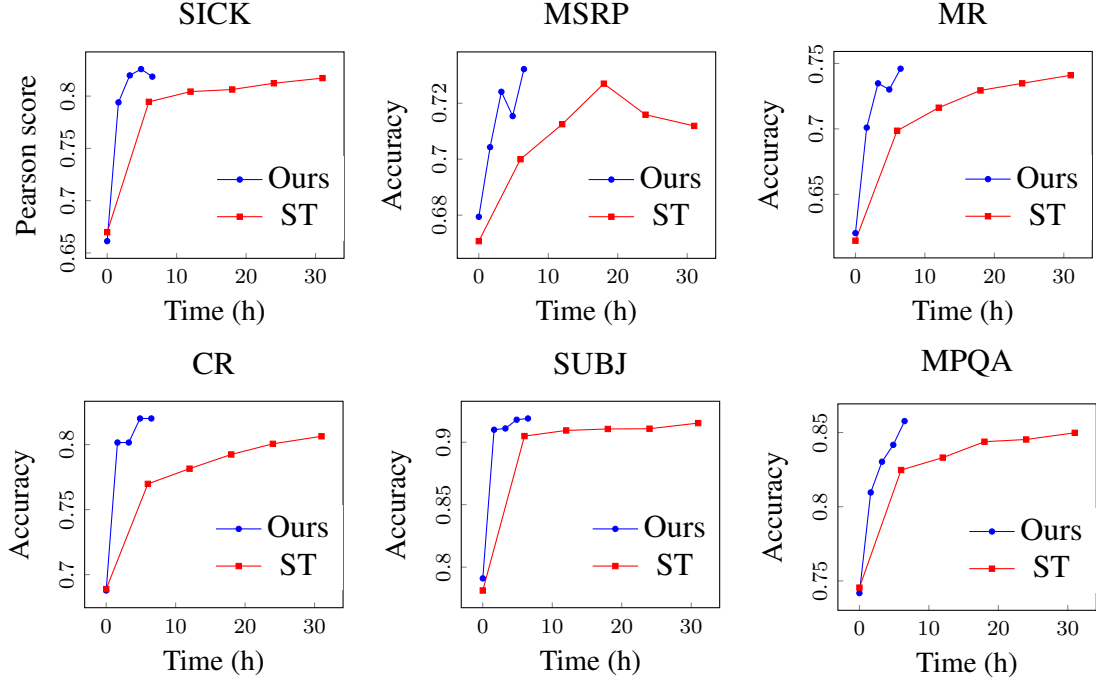 SICK
Pearson score
0.65
0.7
0.75
0.8
Ours
ST
0 10 20 30
Time (h)
MSRP
Accuracy
0.68
0.7
0.72
Ours
ST
0 10 20 30
Time (h)
MR
Accuracy
0.65
0.7
0.75
Ours
ST
0 10 20 30
Time (h)
CR
Accuracy
0.7
0.75
0.8
Ours
ST
0 10 20 30
Time (h)
SUBJ
Accuracy
0.8
0.85
0.9
Ours
ST
0 10 20 30
Time (h)
MPQA
Accuracy
0.75
0.8
0.85
Ours
ST
0 10 20 30
Time (h)